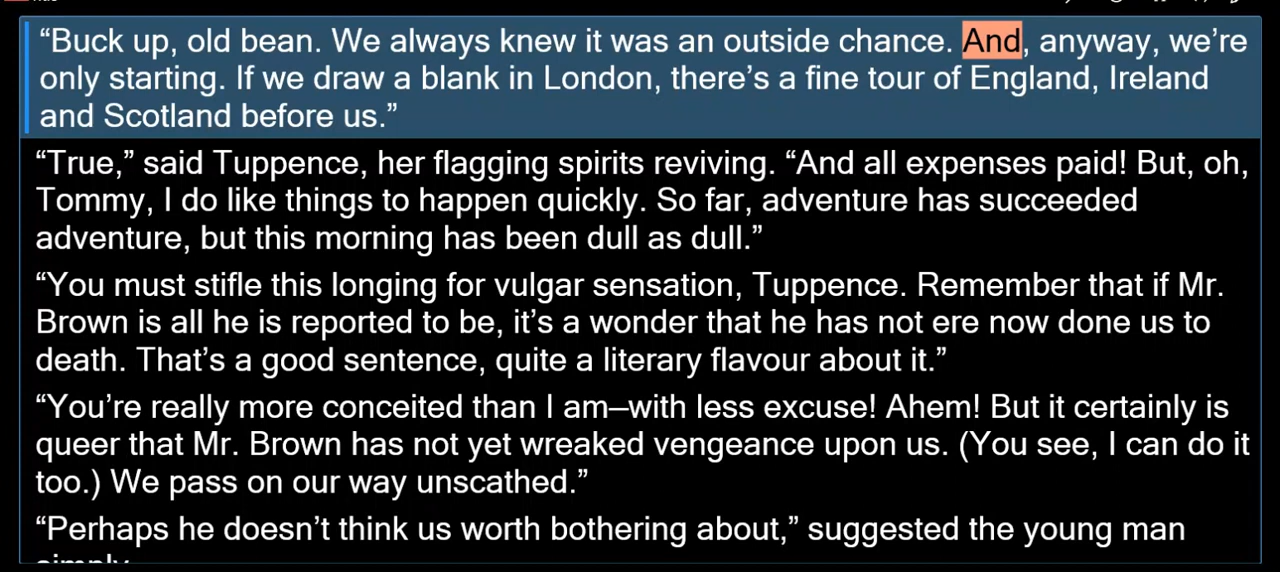 “Buck up, old bean. We always knew it was an outside chance. And, anyway, we’re
only starting. If we draw a blank in London, there’s a fine tour of England, Ireland
and Scotland before us.”
“True,” said Tuppence, her flagging spirits reviving. “And all expenses paid! But, oh,
Tommy, I do like things to happen quickly. So far, adventure has succeeded
adventure, but this morning has been dull as dull.”
“You must stifle this longing for vulgar sensation, Tuppence. Remember that if Mr.
Brown is all he is reported to be, it’s a wonder that he has not ere now done us to
death. That’s a good sentence, quite a literary flavour about it.”
“You’re really more conceited than I am—with less excuse! Ahem! But it certainly is
queer that Mr. Brown has not yet wreaked vengeance upon us. (You see, I can do it
too.) We pass on our way unscathed.”
“Perhaps he doesn’t think us worth bothering about,” suggested the young man
simply.